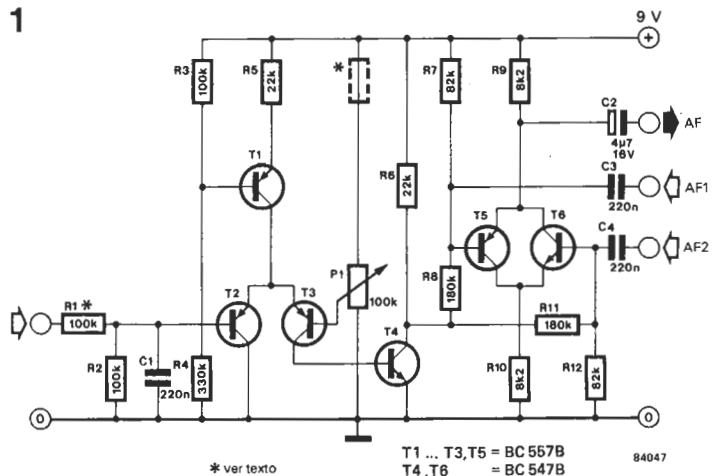 1
9 V
+
R3
100k
R5
22k
*
R7
82k
R9
8k2
C2
4µ7
16V
AF
C3
220n
AF1
T1
R6
22k
T5
T6
C4
220n
AF2
R1*
100k
T2
T3
P1
100k
R8
180k
R11
180k
T4
R2
100k
C1
220n
R4
330k
R10
8k2
R12
82k
0
0
* ver texto
T1 ... T3,T5 = BC 557B
T4 ,T6 = BC 547B
84047